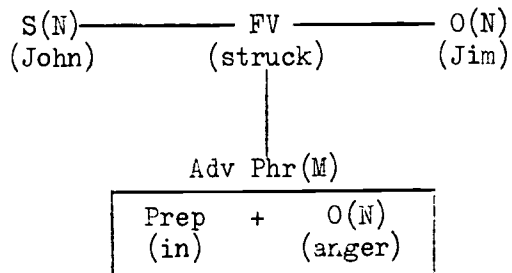 S(N) FV O(N)
(John) (struck) (Jim)
Adv Phr(M)
Prep + O(N)
(in) (anger)